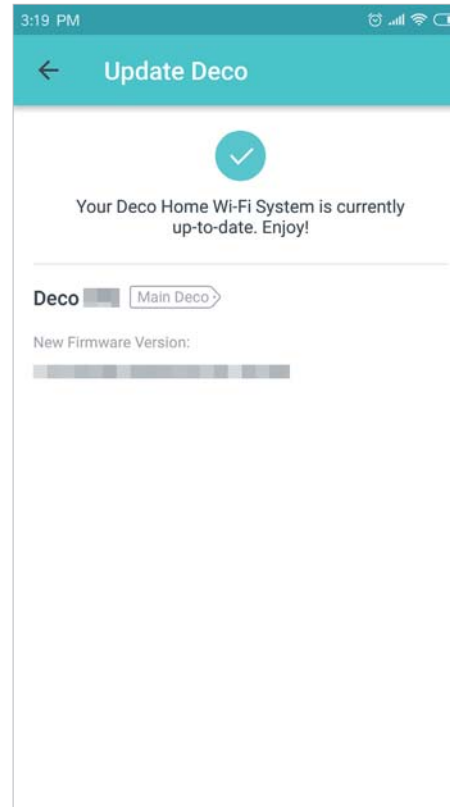 3:19 PM
Update Deco
Your Deco Home Wi-Fi System is currently
up-to-date. Enjoy!
Deco
Main Deco
New Firmware Version: